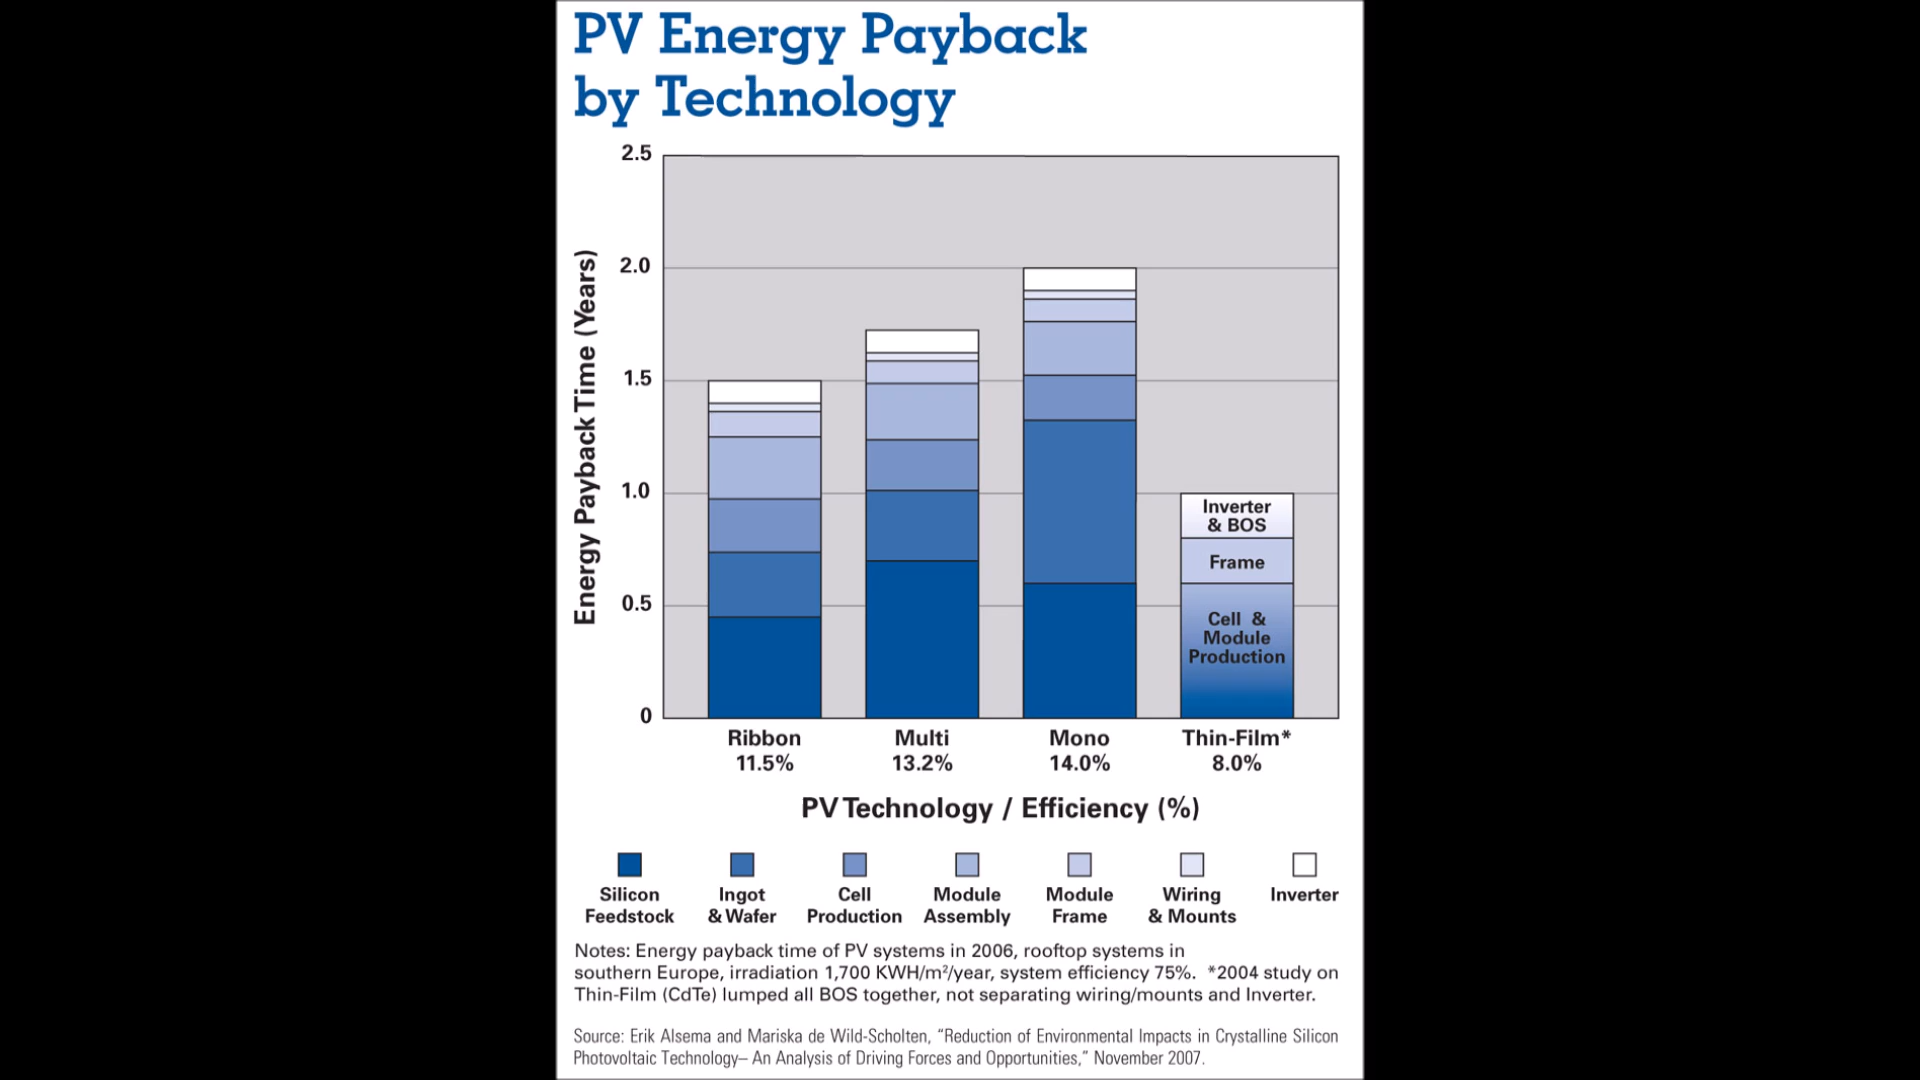 PV Energy Payback
by Technology
2.5
2.0
1.5
1.0
0.5
0
Energy Payback Time (Years)
Inverter
& BOS
Frame
Cell &
Module
Production
Ribbon Multi Mono Thin-Film*
11.5% 13.2% 14.0% 8.0%
PV Technology / Efficiency (%)
Silicon Ingot Cell Module Module Wiring Inverter
Feedstock & Wafer Production Assembly Frame & Mounts
Notes: Energy payback time of PV systems in 2006, rooftop systems in
southern Europe, irradiation 1,700 KWH/m²/year, system efficiency 75%. *2004 study on
Thin-Film (CdTe) lumped all BOS together, not separating wiring/mounts and Inverter.
Source: Erik Alsema and Mariska de Wild-Scholten, “Reduction of Environmental Impacts in Crystalline Silicon
Photovoltaic Technology– An Analysis of Driving Forces and Opportunities,” November 2007.